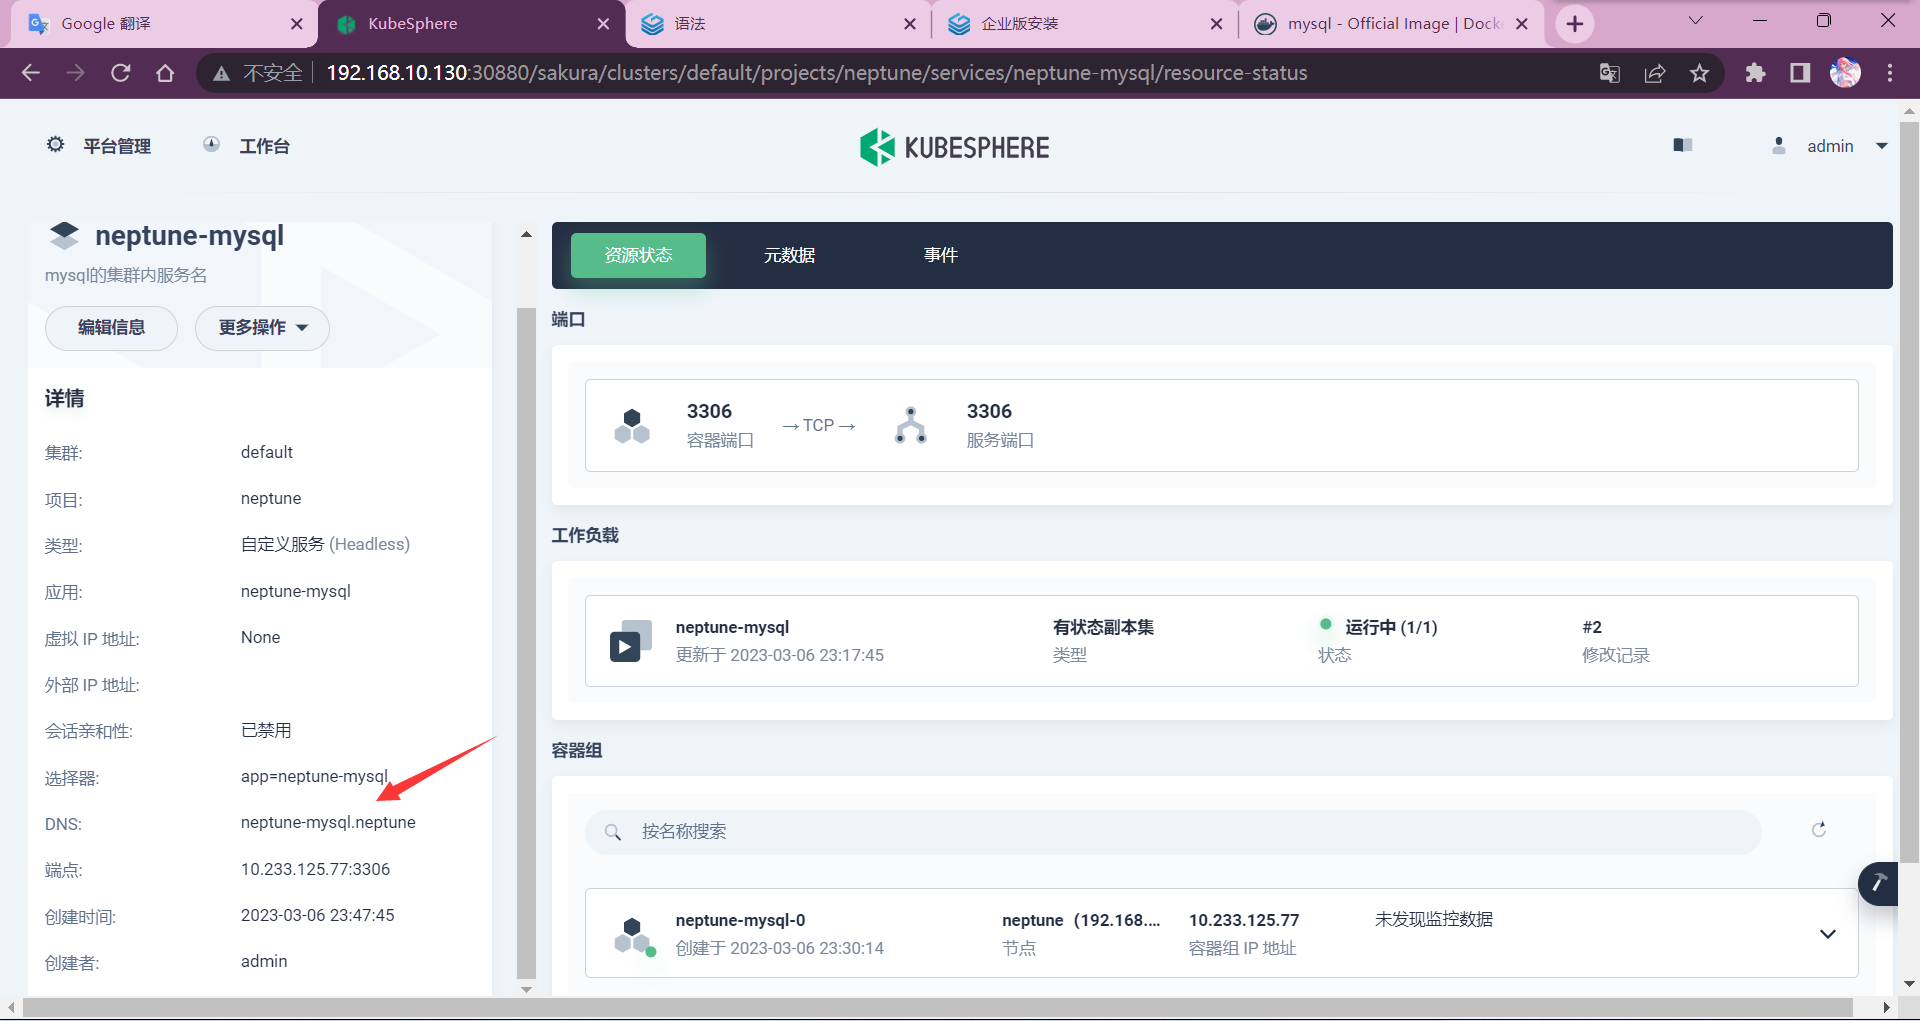 Google 翻译
KubeSphere
语法
企业版安装
mysql - Official Image | Dock
不安全
192.168.10.130:30880/sakura/clusters/default/projects/neptune/services/neptune-mysql/resource-status
平台管理
工作台
KUBESPHERE
admin
neptune-mysql
mysql的集群内服务名
编辑信息
更多操作
详情
集群:
default
项目:
neptune
类型:
自定义服务 (Headless)
应用:
neptune-mysql
虚拟 IP 地址:
None
外部 IP 地址:
会话亲和性:
已禁用
选择器:
app=neptune-mysql
DNS:
neptune-mysql.neptune
端点:
10.233.125.77:3306
创建时间:
2023-03-06 23:47:45
创建者:
admin
资源状态
元数据
事件
端口
3306
容器端口
→ TCP →
3306
服务端口
工作负载
neptune-mysql
更新于 2023-03-06 23:17:45
有状态副本集
类型
运行中 (1/1)
状态
#2
修改记录
容器组
按名称搜索
neptune-mysql-0
创建于 2023-03-06 23:30:14
neptune（192.168....
节点
10.233.125.77
容器组 IP 地址
未发现监控数据